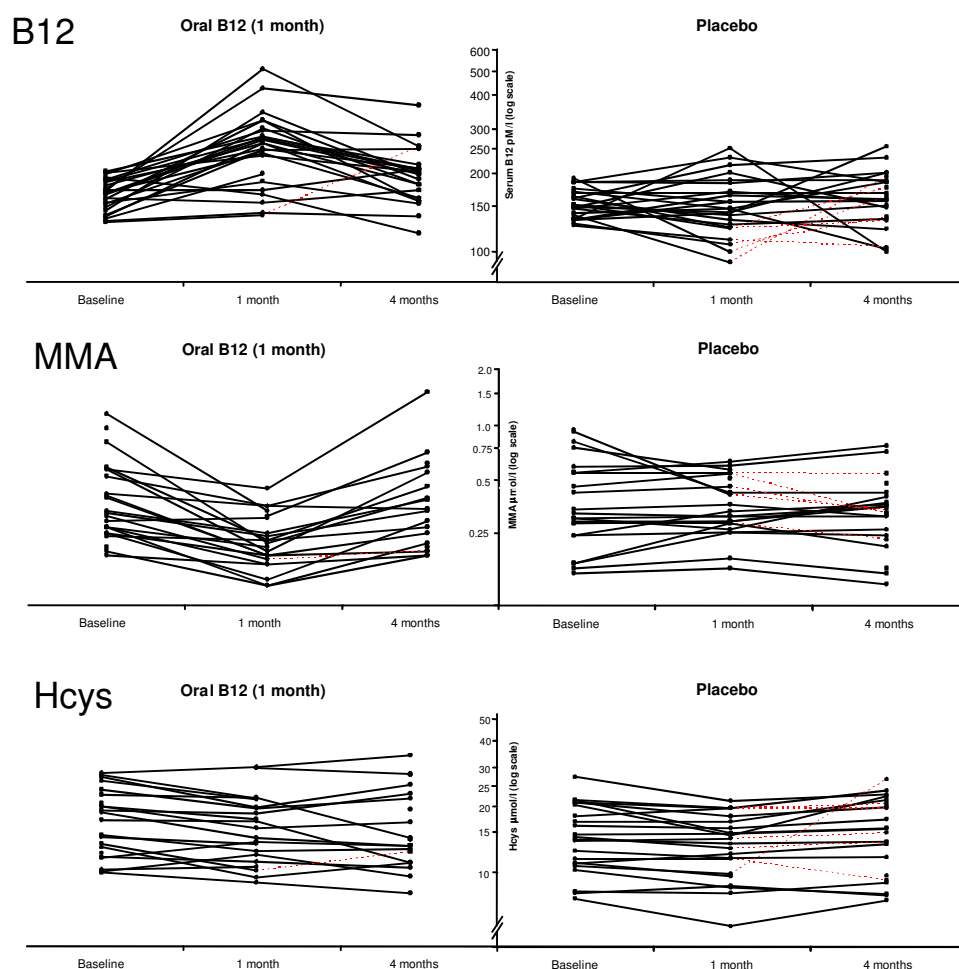 B12
Oral B12 (1 month)
Placebo
600
500
400
300
250
200
150
100
Serum B12 pM/l (log scale)
Baseline
1 month
4 months
Baseline
1 month
4 months
MMA
Oral B12 (1 month)
Placebo
2.0
1.5
1.0
0.75
0.5
0.25
MMA µmol/l (log scale)
Baseline
1 month
4 months
Baseline
1 month
4 months
Hcys
Oral B12 (1 month)
Placebo
50
40
30
25
20
15
10
Hcys µmol/l (log scale)
Baseline
1 month
4 months
Baseline
1 month
4 months